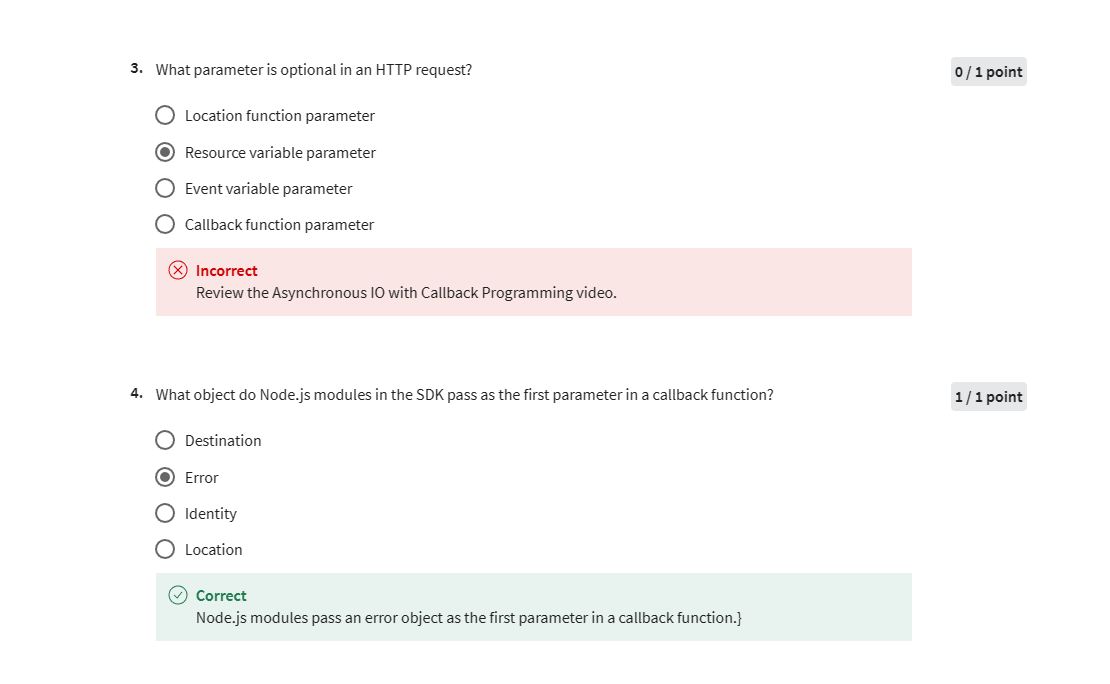 3. What parameter is optional in an HTTP request?
0 / 1 point
Location function parameter
Resource variable parameter
Event variable parameter
Callback function parameter
Incorrect
Review the Asynchronous IO with Callback Programming video.
4. What object do Node.js modules in the SDK pass as the first parameter in a callback function?
1 / 1 point
Destination
Error
Identity
Location
Correct
Node.js modules pass an error object as the first parameter in a callback function.}